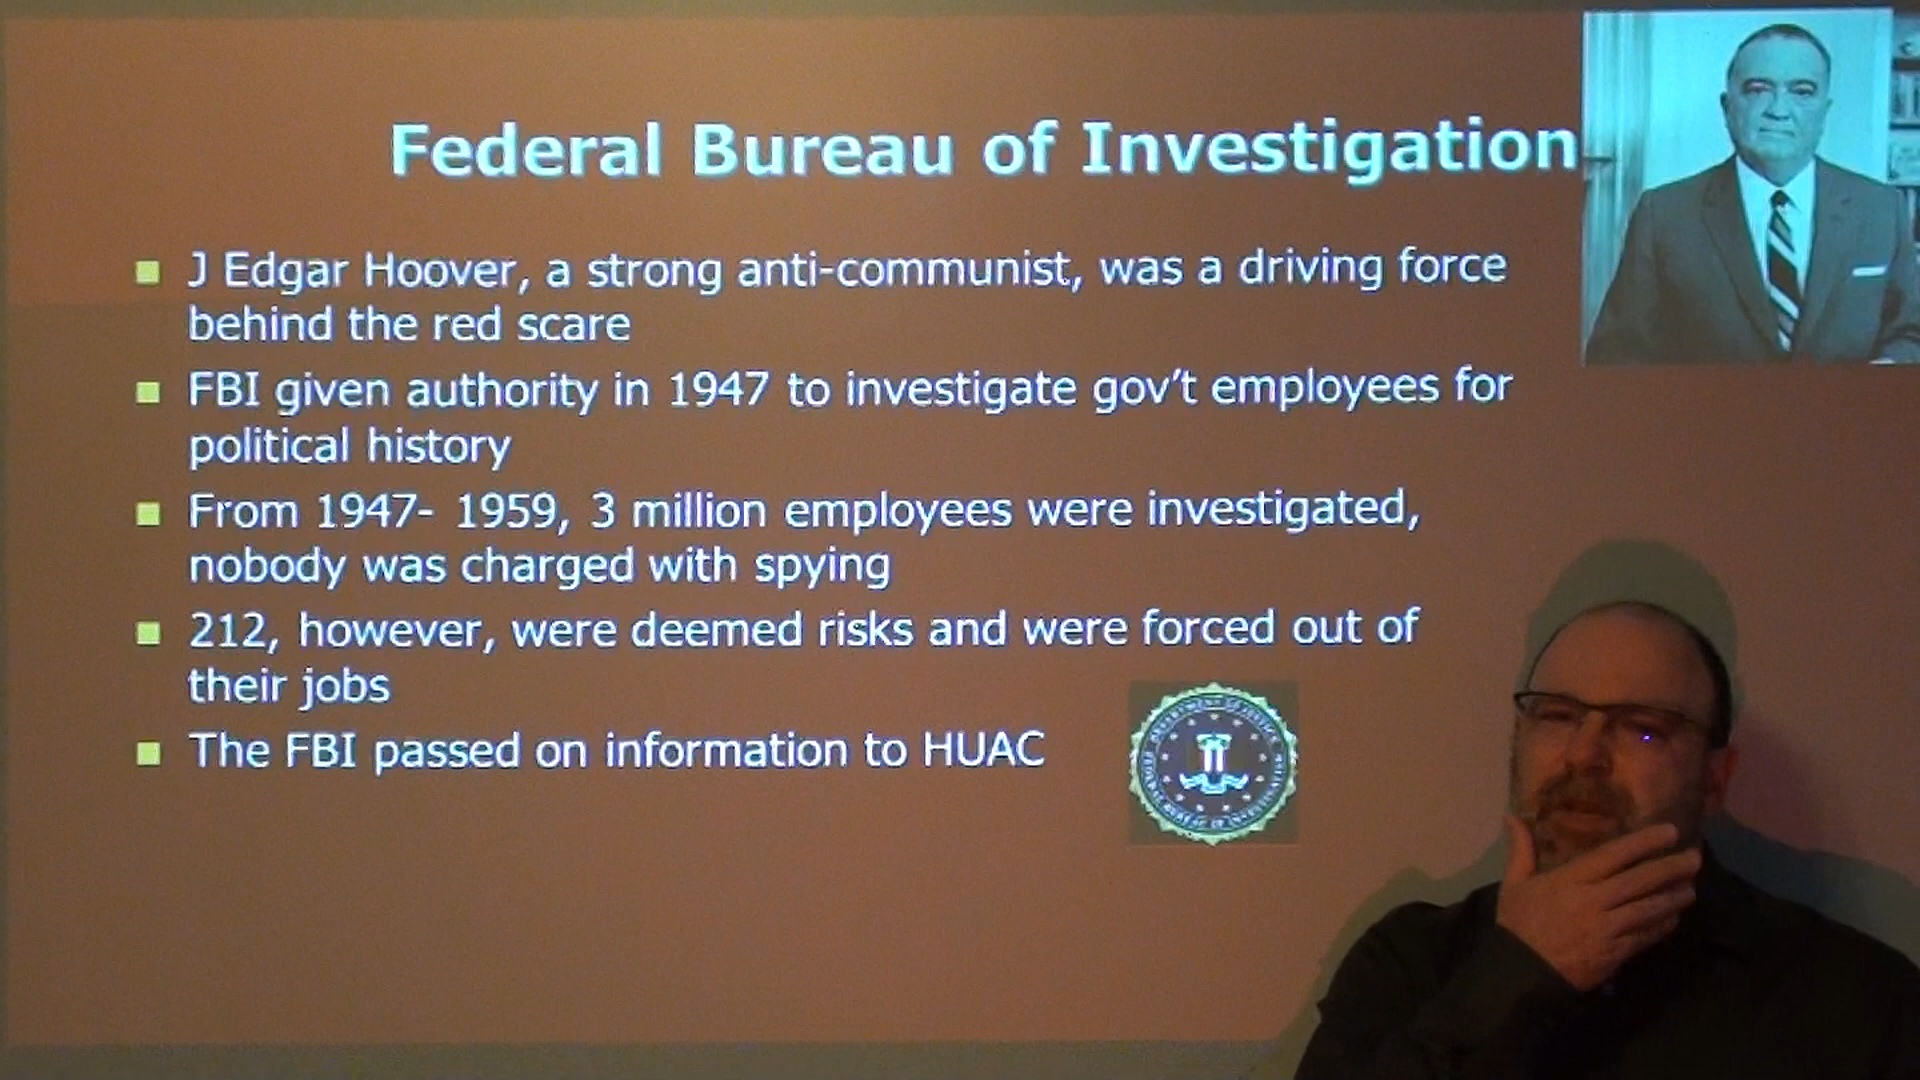 Federal Bureau of Investigation
J Edgar Hoover, a strong anti-communist, was a driving force
behind the red scare
FBI given authority in 1947 to investigate gov't employees for
political history
From 1947- 1959, 3 million employees were investigated,
nobody was charged with spying
212, however, were deemed risks and were forced out of
their jobs
The FBI passed on information to HUAC